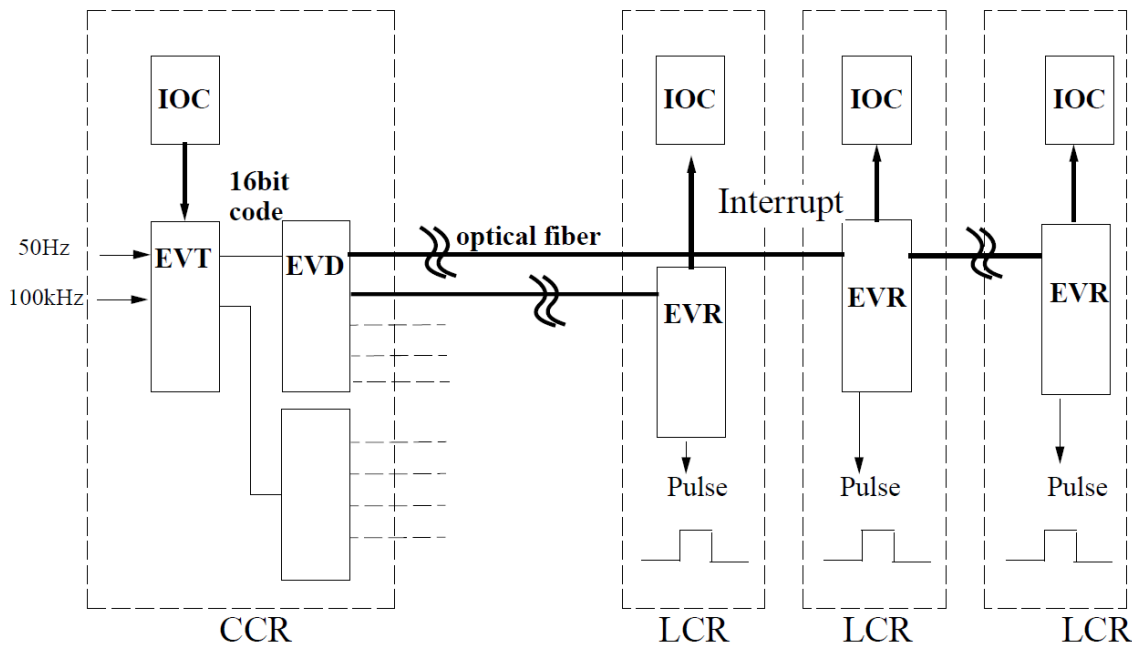 IOC
IOC
IOC
IOC
16bit
code
Interrupt
50Hz
EVT
EVD
optical fiber
100kHz
EVR
EVR
EVR
Pulse
Pulse
Pulse
CCR
LCR
LCR
LCR